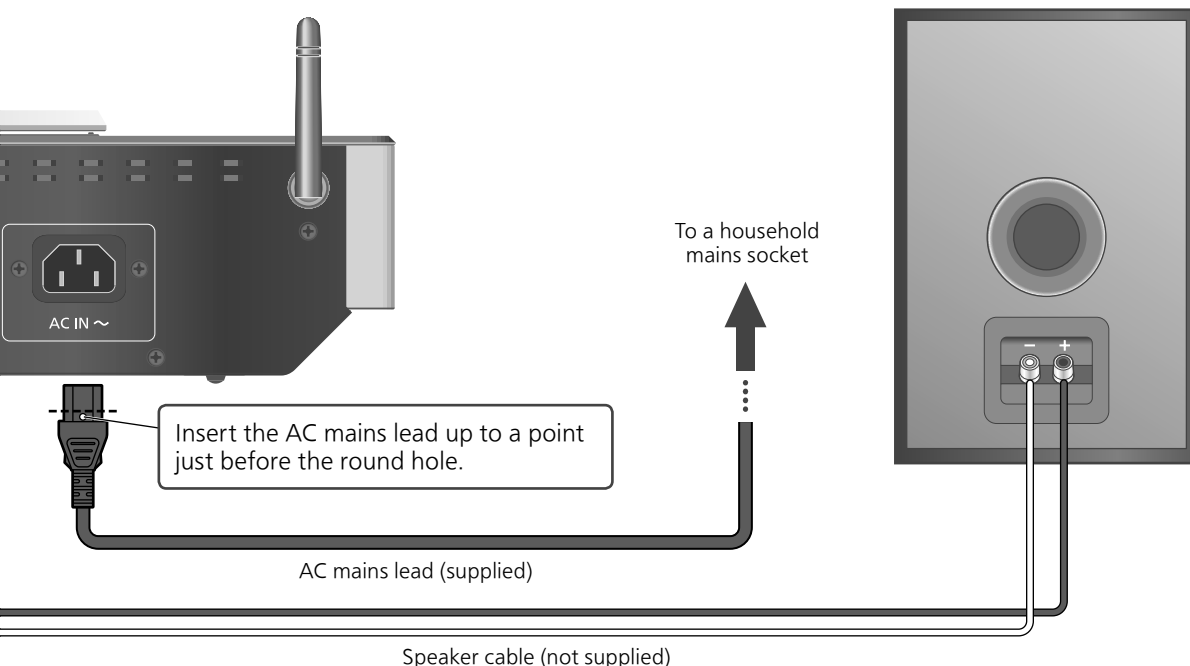 To a household
mains socket
AC IN ~
− +
Insert the AC mains lead up to a point
just before the round hole.
AC mains lead (supplied)
Speaker cable (not supplied)